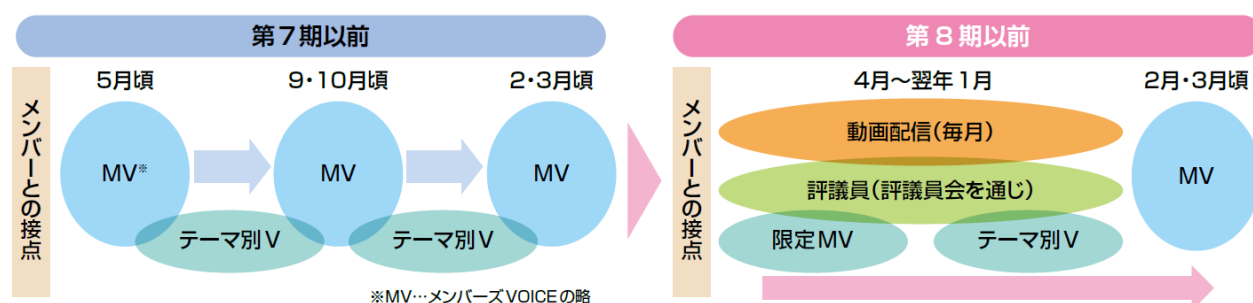 第7期以前
メンバーとの接点
5月頃
9・10月頃
2・3月頃
MV※
MV
MV
テーマ別V
テーマ別V
※MV…メンバーズVOICEの略
第8期以前
メンバーとの接点
4月〜翌年1月
2月・3月頃
動画配信(毎月)
評議員(評議員会を通じ)
限定MV
テーマ別V
MV